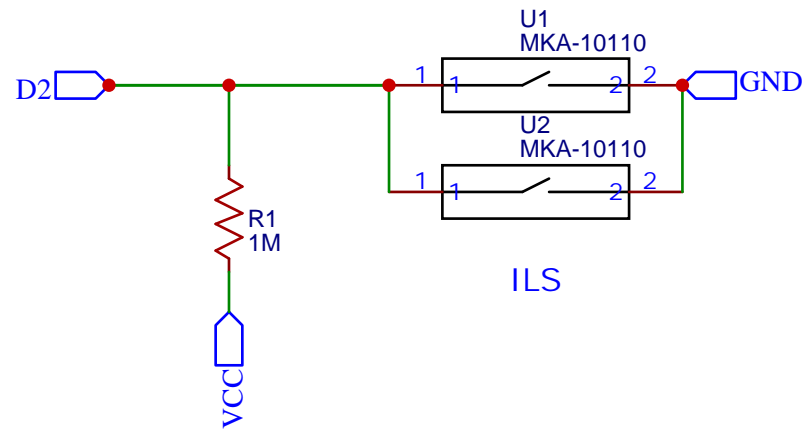 U1
MKA-10110
1 1 2 2
D2
GND
U2
MKA-10110
1 1 2 2
R1
1M
ILS
VCC